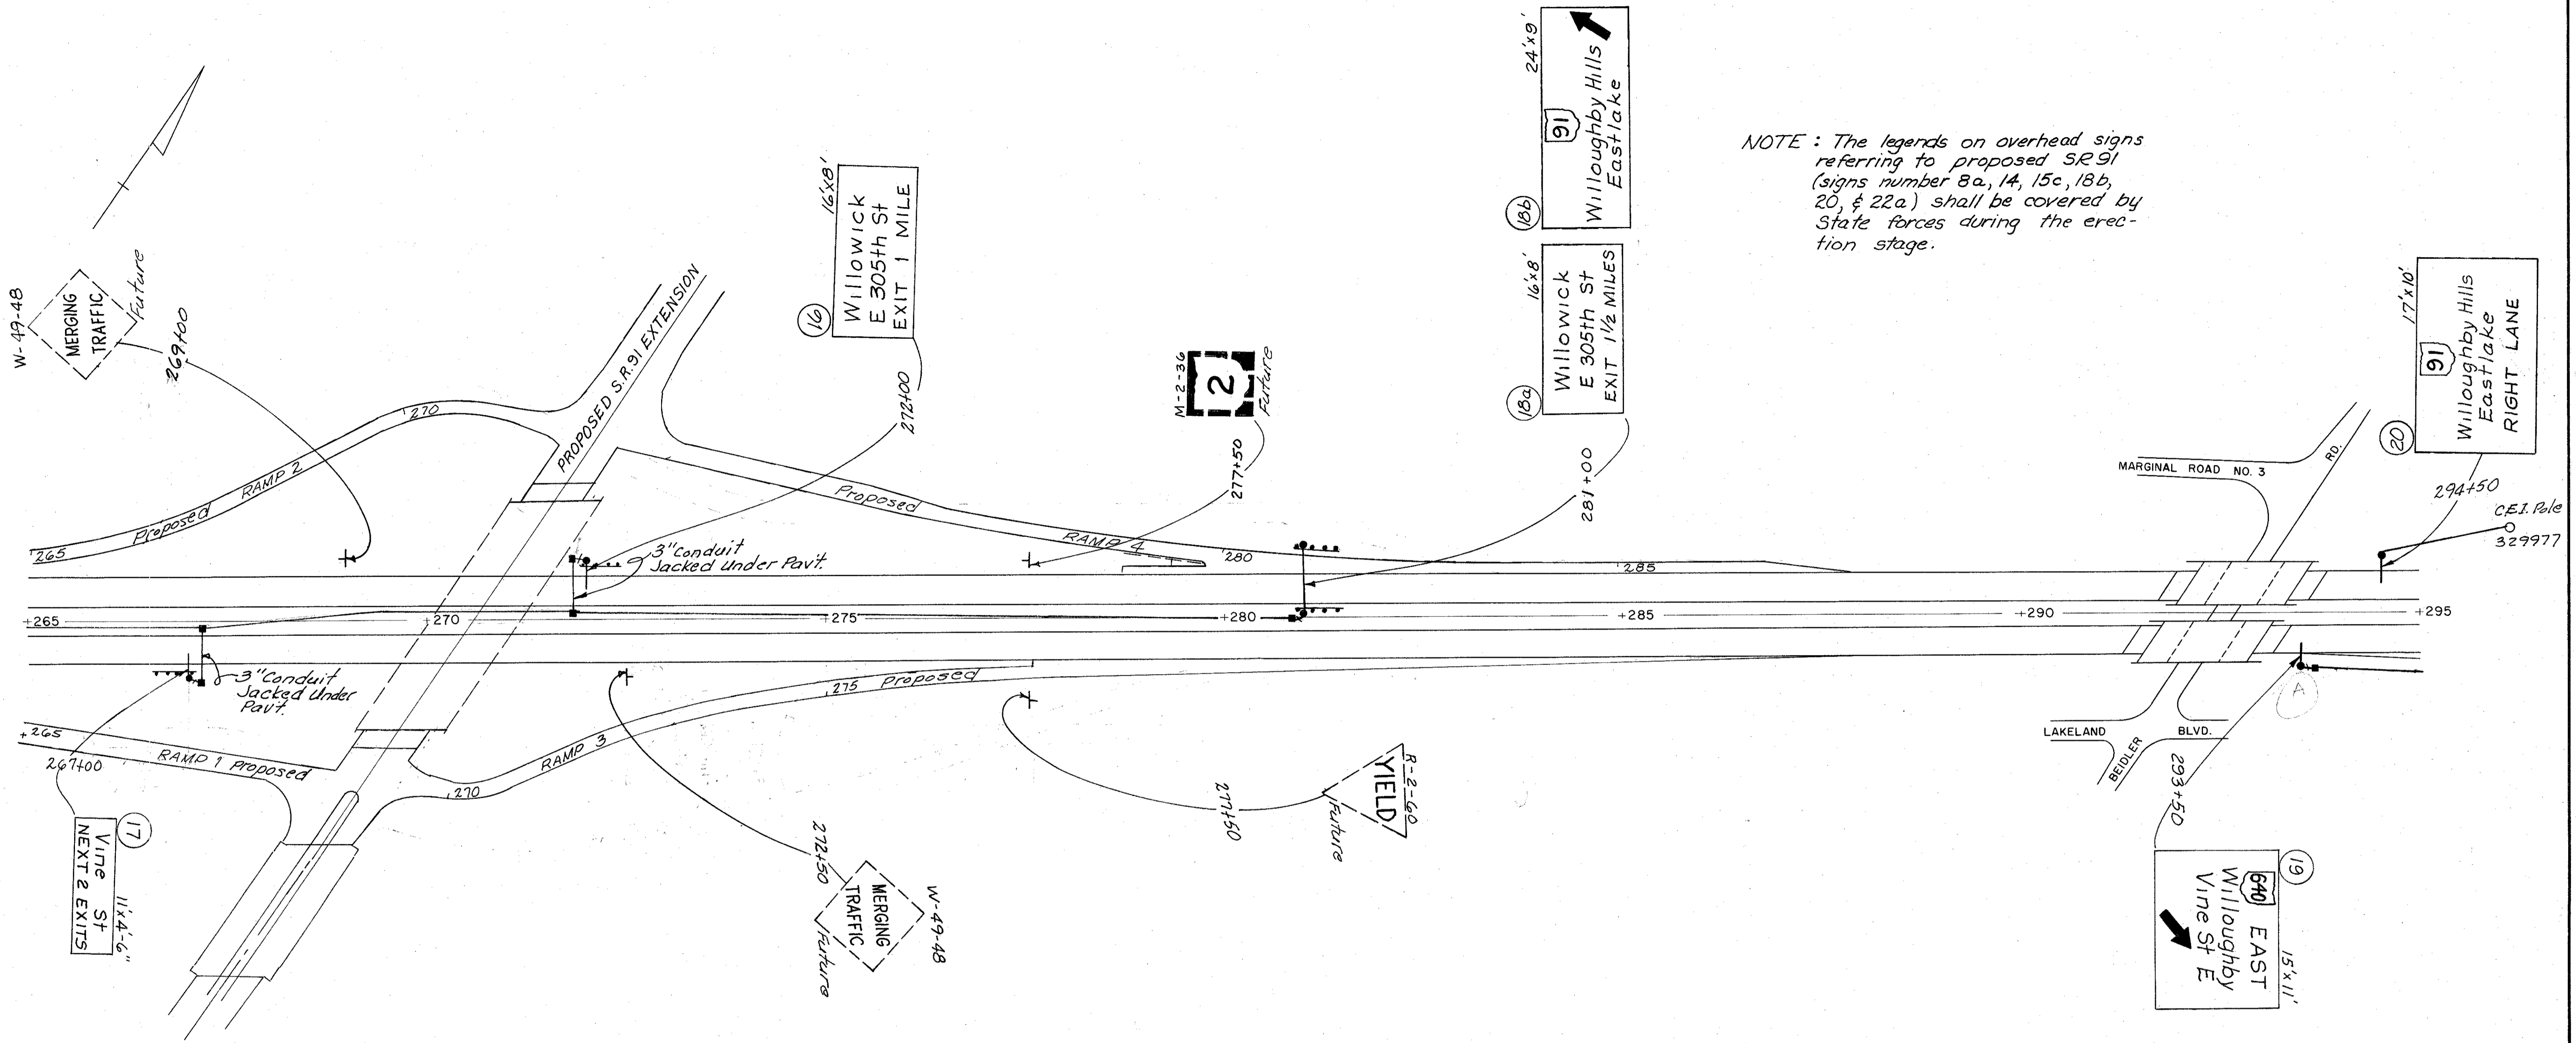 W-49-48
MERGING
TRAFFIC
Future
269+00
16'x8'
16
Willowick
E 305th St
EXIT 1 MILE
272+00
PROPOSED S.R.91 EXTENSION
M-2-36
2
Future
277+50
24'x9'
18b
91
Willoughby Hills
Eastlake
16'x8'
18a
Willowick
E 305th St
EXIT 1 1/2 MILES
281+00
NOTE : The legends on overhead signs
referring to proposed SR 91
(signs number 8a, 14, 15c, 18b,
20, & 22a) shall be covered by
State forces during the erec-
tion stage.
17'x10'
20
91
Willoughby Hills
Eastlake
RIGHT LANE
294+50
C.E.I. Pole
329977
MARGINAL ROAD NO. 3
RD.
265
Proposed
RAMP 2
270
3"Conduit
Jacked Under Pav't.
Proposed
RAMP 4
280
285
+265
+270
+275
+280
+285
+290
+295
3"Conduit
Jacked Under
Pav't.
+265
RAMP 1 Proposed
267+00
17
Vine St
NEXT 2 EXITS
11'x4'-6"
270
RAMP 3
275 Proposed
272+50
MERGING
TRAFFIC
W-49-48
Future
277+50
YIELD
R-2-60
Future
LAKELAND
BLVD.
BEIDLER
A
293+50
19
640 EAST
Willoughby
Vine St E
15'x11'